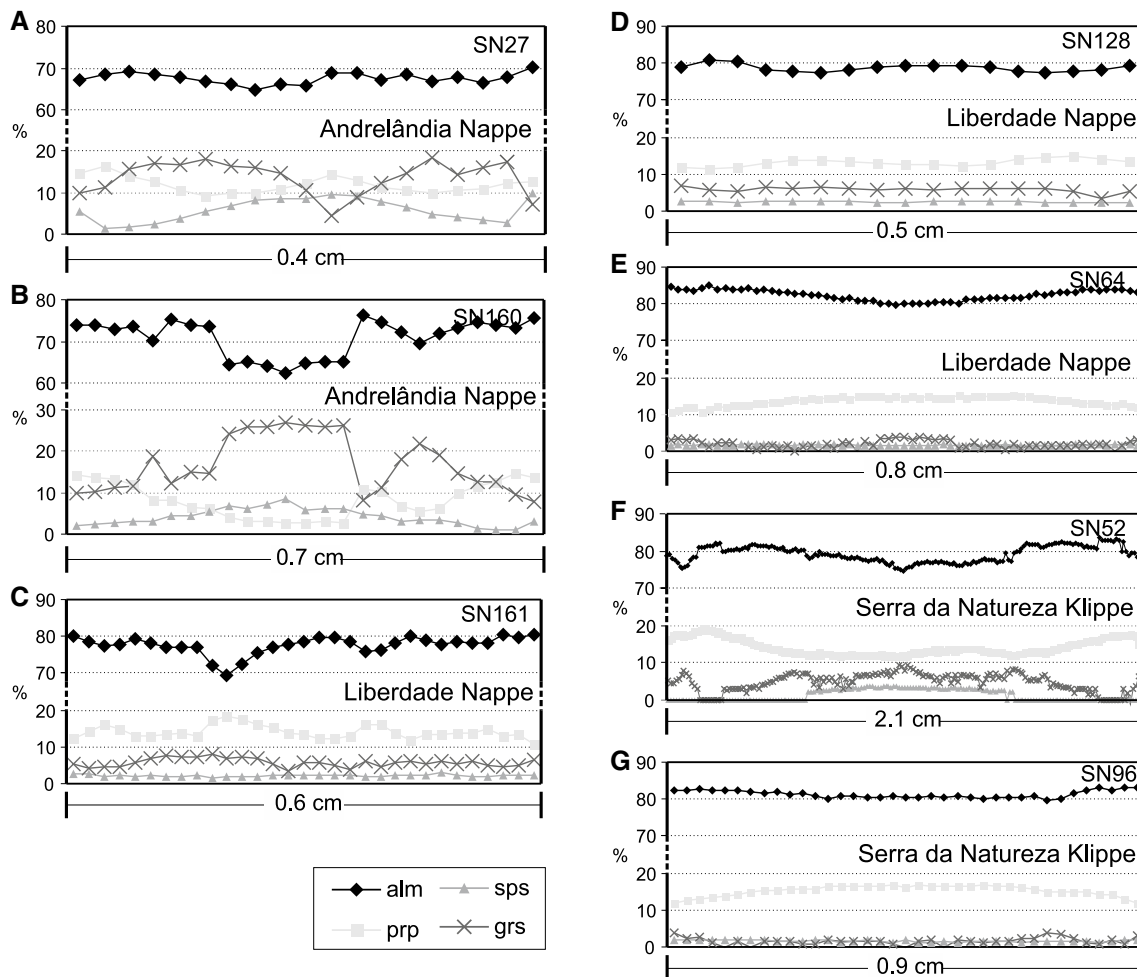 A
80
SN27
70
60
%
Andrelândia Nappe
20
10
0
0.4 cm
B
80
SN160
70
60
%
Andrelândia Nappe
30
20
10
0
0.7 cm
C
90
SN161
80
70
%
Liberdade Nappe
20
10
0
0.6 cm
alm
sps
prp
grs
D
90
SN128
80
70
%
Liberdade Nappe
20
10
0
0.5 cm
E
90
SN64
80
70
%
Liberdade Nappe
20
10
0
0.8 cm
F
90
SN52
80
70
%
Serra da Natureza Klippe
20
10
0
2.1 cm
G
90
SN96
80
70
%
Serra da Natureza Klippe
20
10
0
0.9 cm